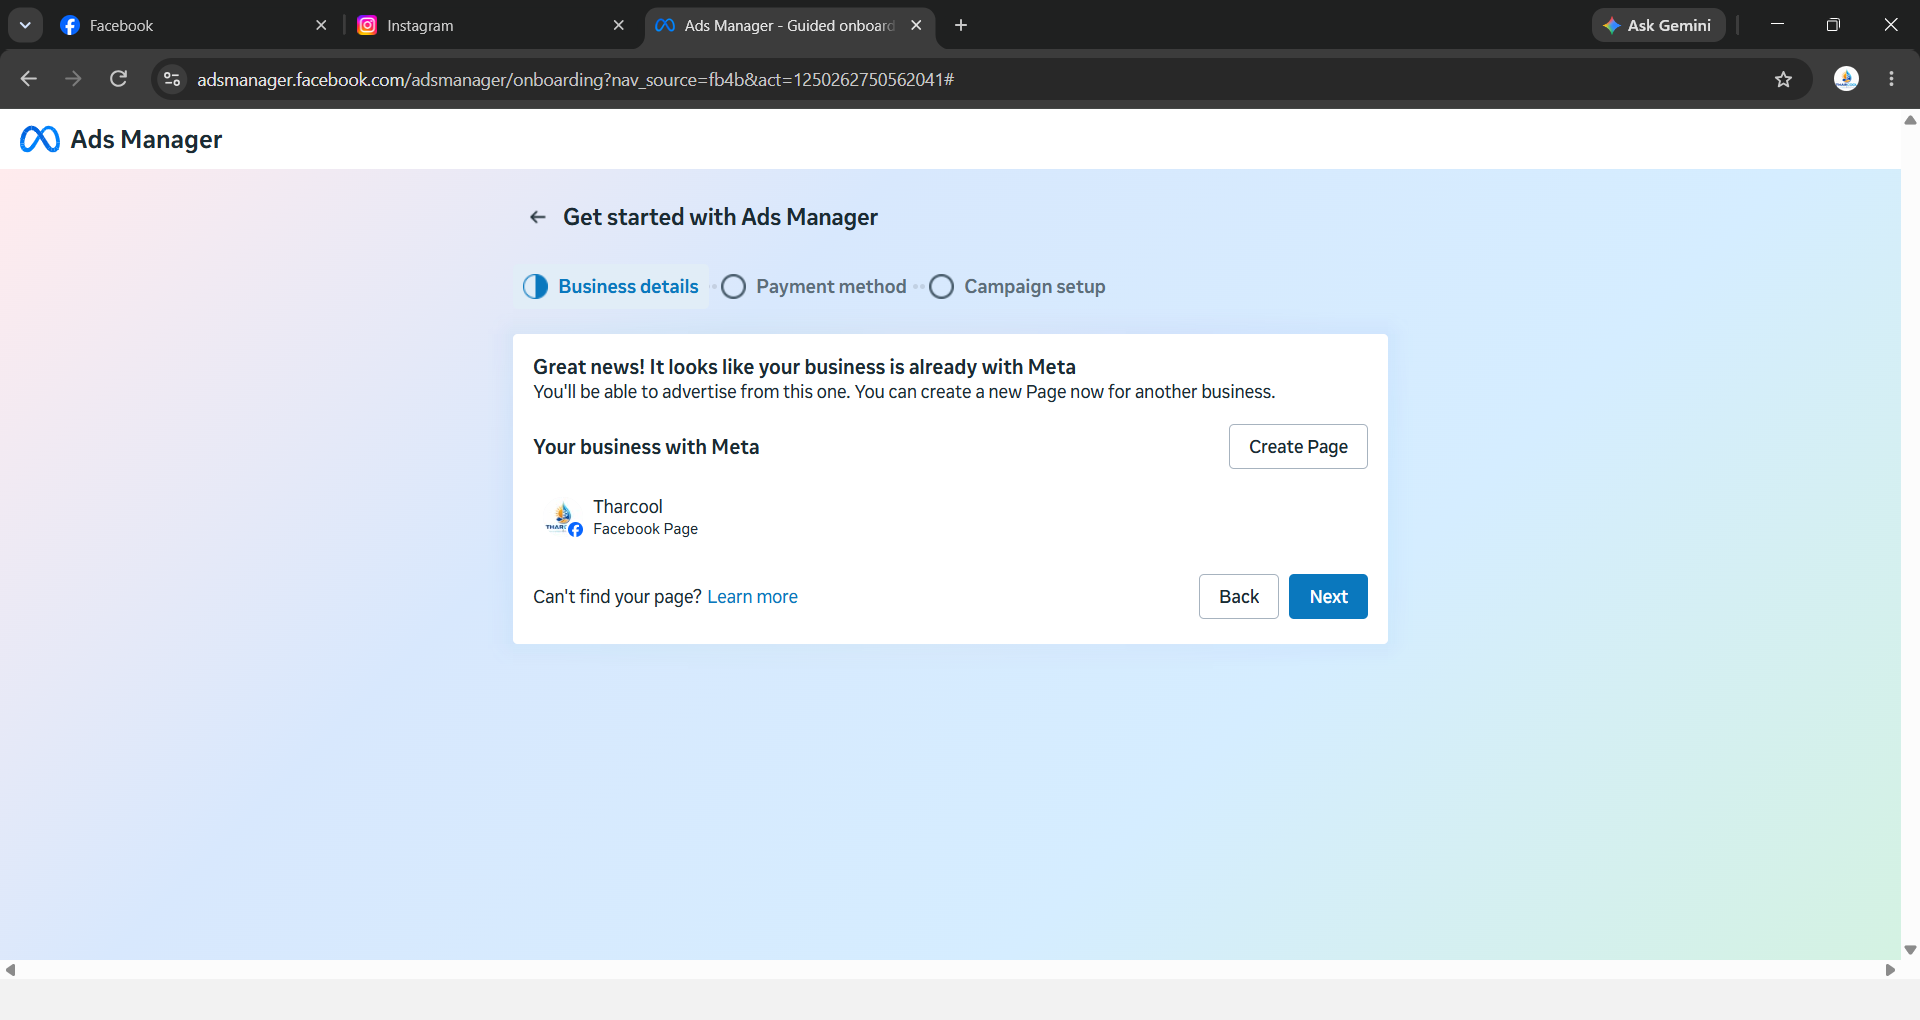 Facebook
Instagram
Ads Manager - Guided onboard
Ask Gemini
adsmanager.facebook.com/adsmanager/onboarding?nav_source=fb4b&act=1250262750562041#
Ads Manager
Get started with Ads Manager
Business details
Payment method
Campaign setup
Great news! It looks like your business is already with Meta
You'll be able to advertise from this one. You can create a new Page now for another business.
Your business with Meta
Create Page
Tharcool
Facebook Page
Can't find your page? Learn more
Back
Next